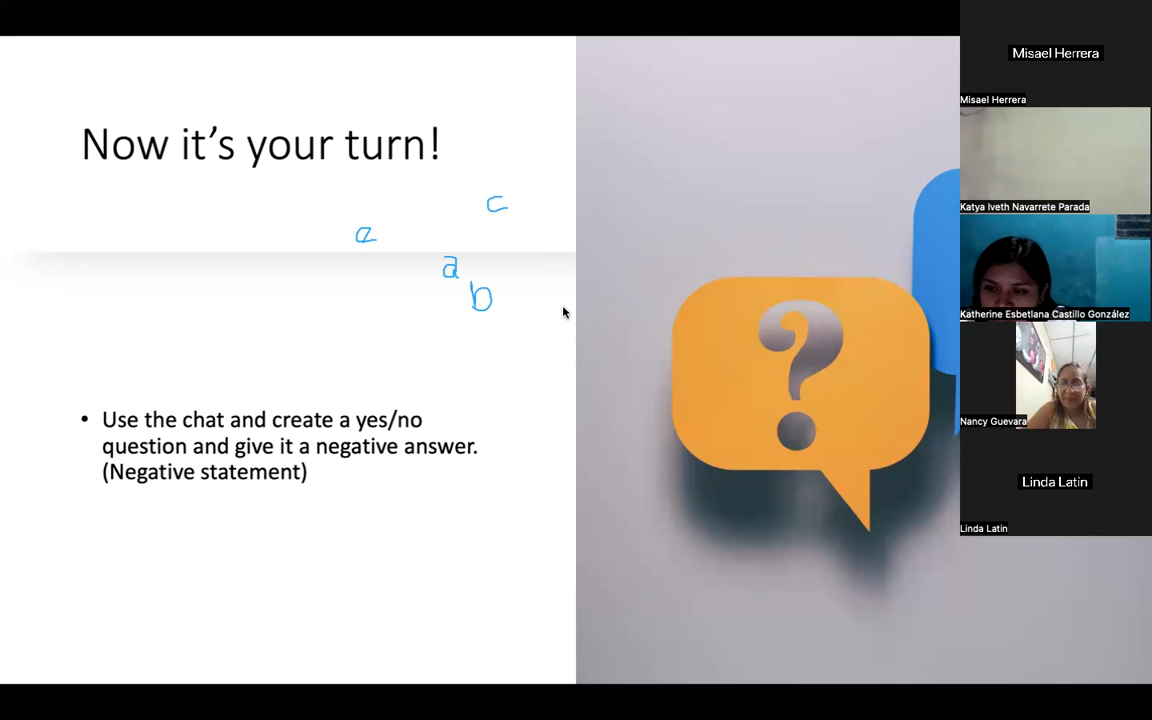 Now it's your turn!
c
a
a
b
• Use the chat and create a yes/no
question and give it a negative answer.
(Negative statement)
?
Misael Herrera
Misael Herrera
Katya Iveth Navarrete Parada
Katherine Esbetlana Castillo González
Nancy Guevara
Linda Latin
Linda Latin